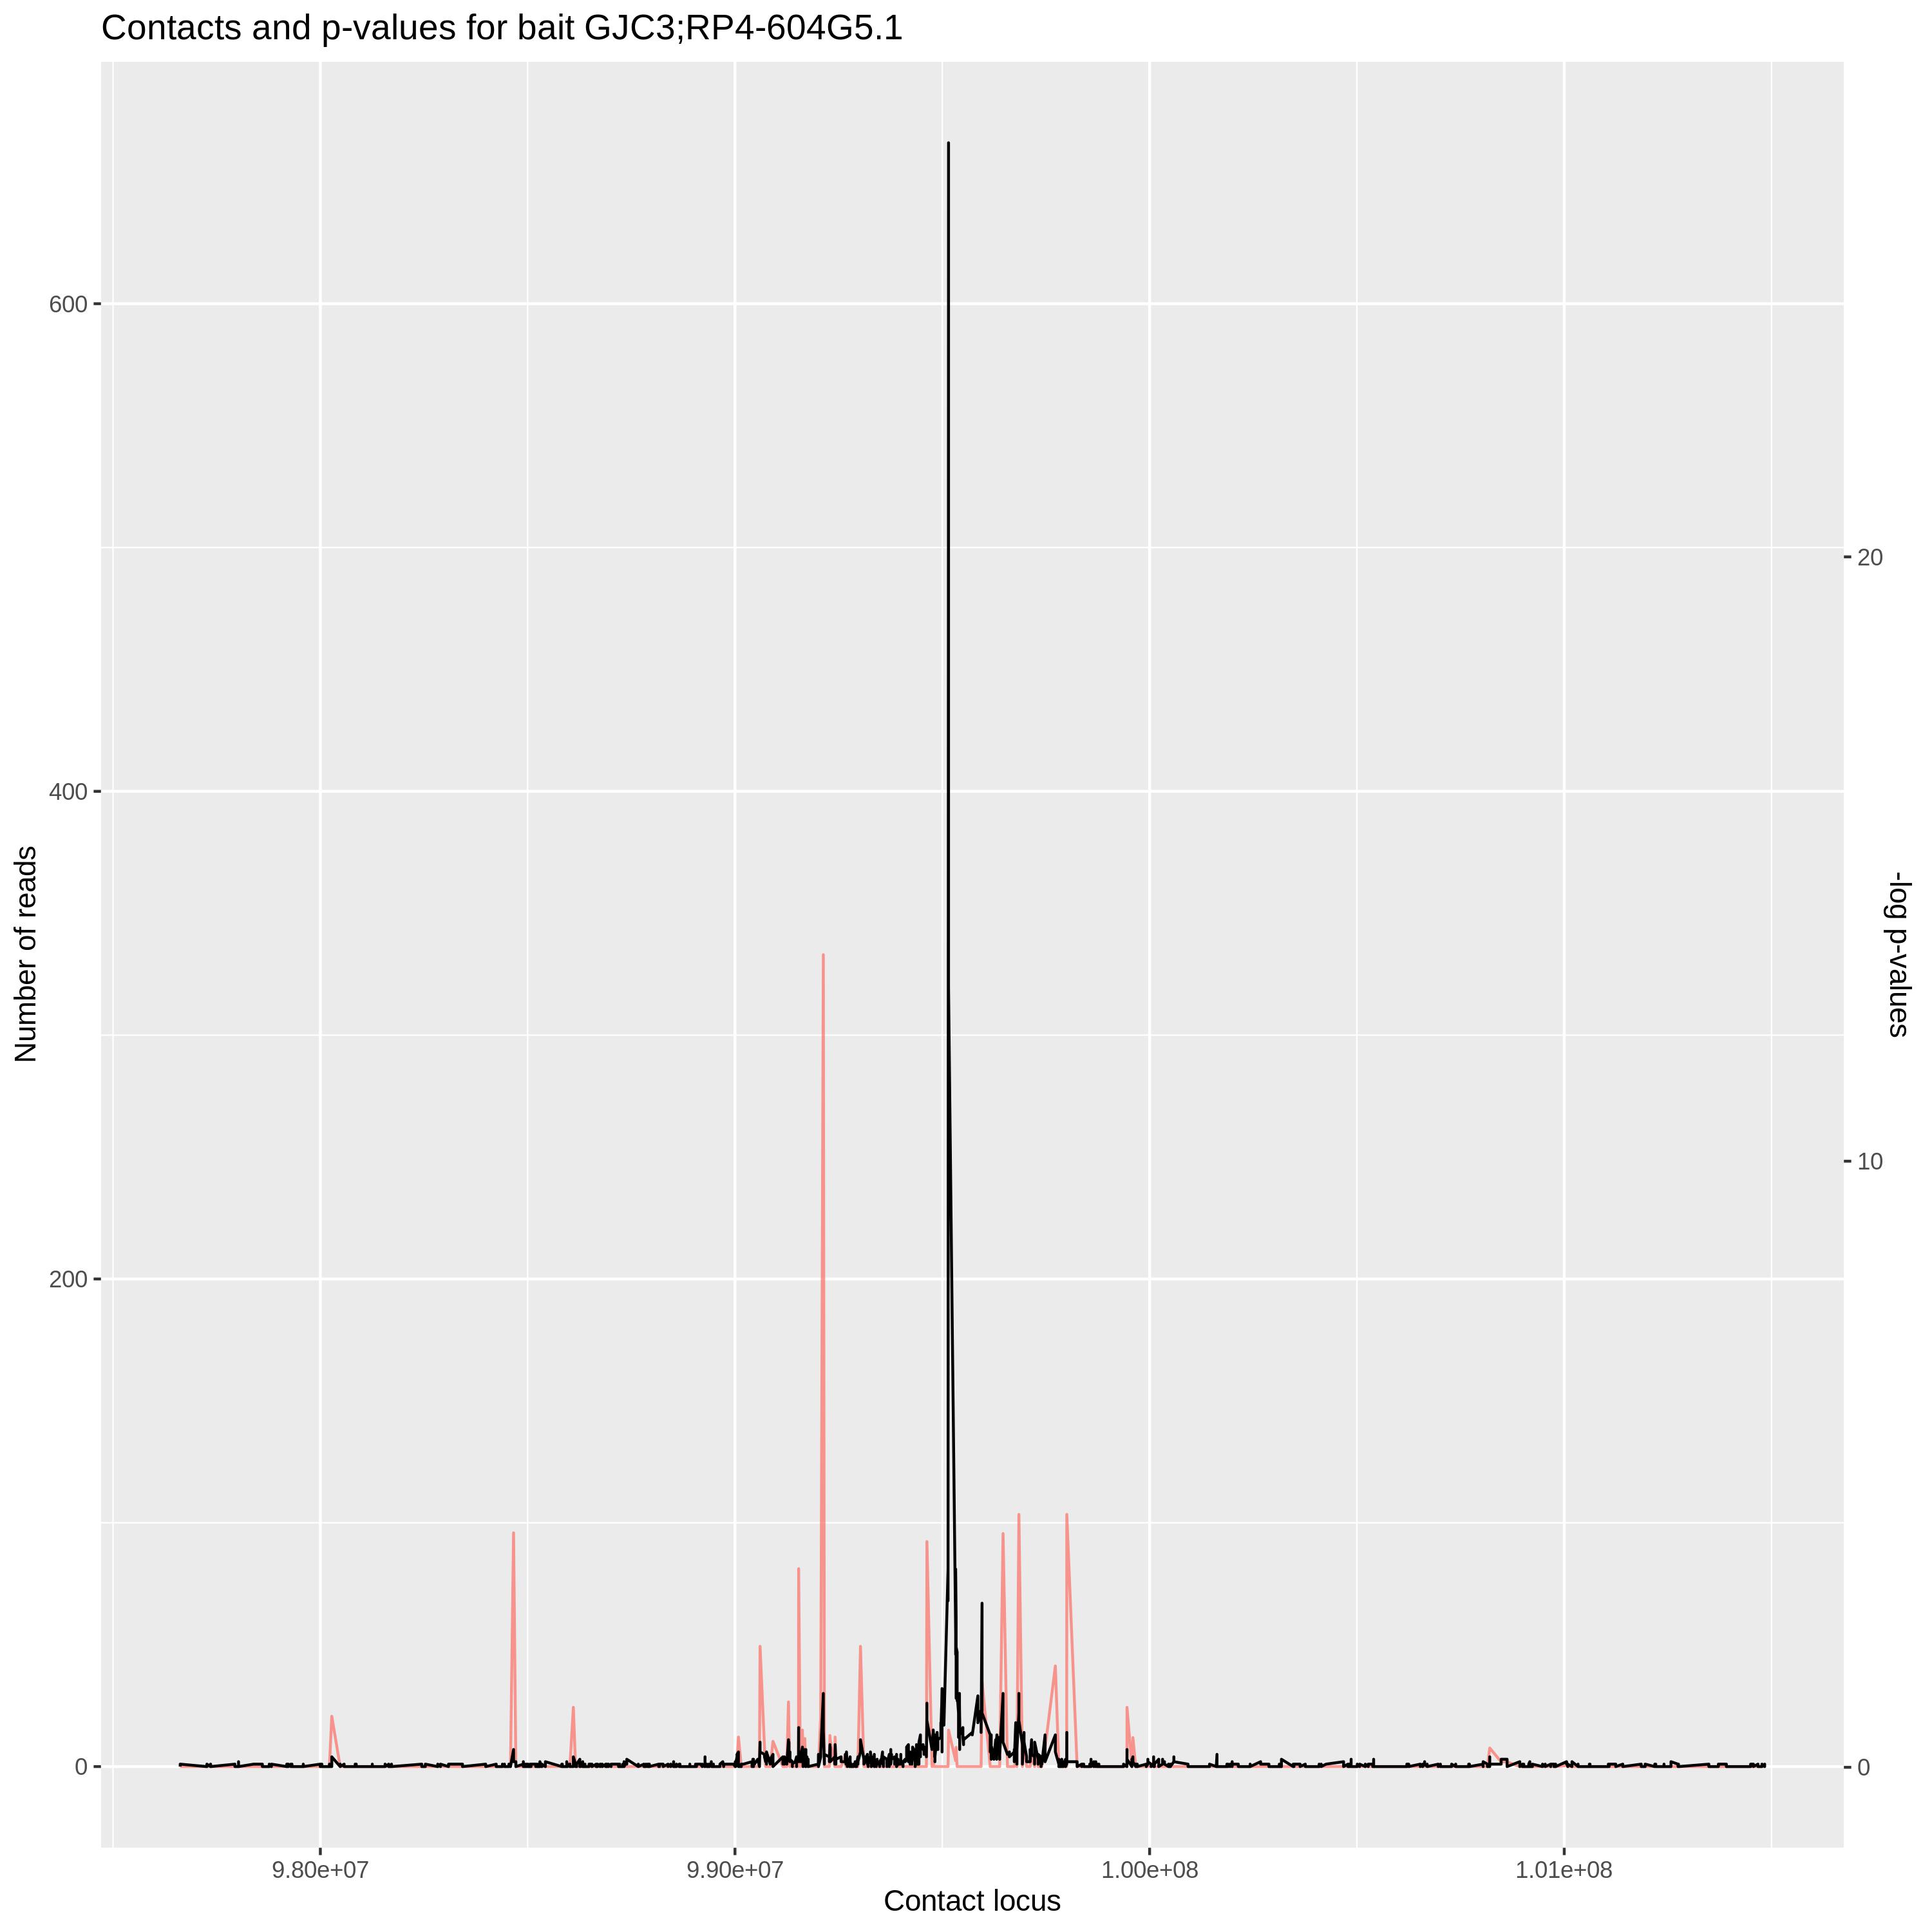 Contacts and p-values for bait GJC3;RP4-604G5.1
600
400
200
0
Number of reads
20
10
0
-log p-values
9.80e+07
9.90e+07
1.00e+08
1.01e+08
Contact locus